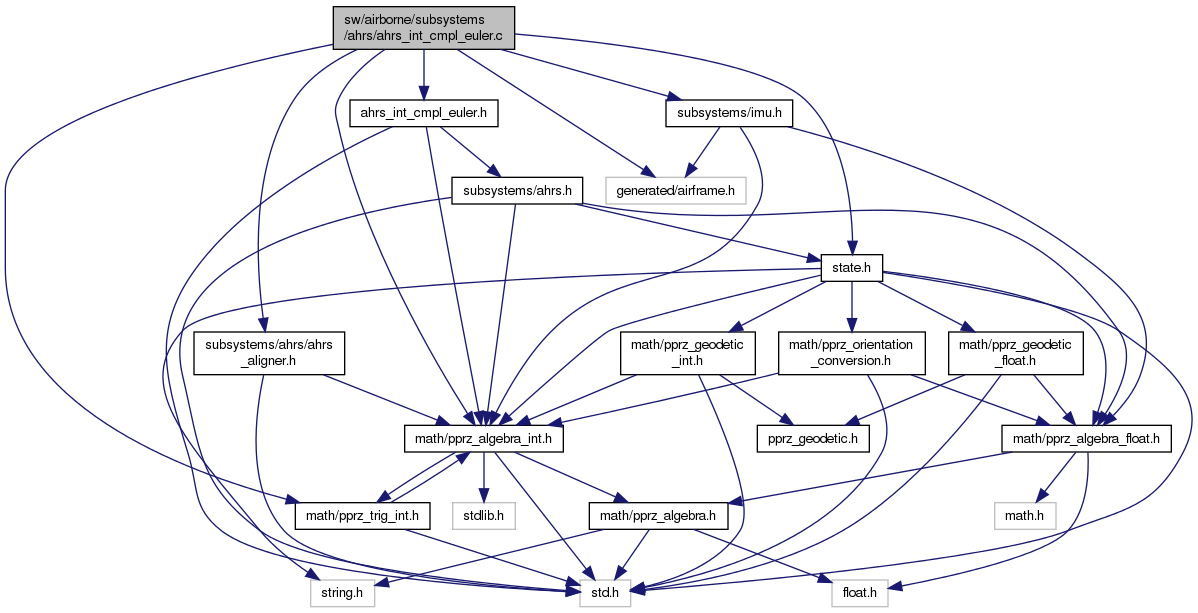 sw/airborne/subsystems
/ahrs/ahrs_int_cmpl_euler.c
ahrs_int_cmpl_euler.h
subsystems/imu.h
subsystems/ahrs.h
generated/airframe.h
state.h
subsystems/ahrs/ahrs
_aligner.h
math/pprz_geodetic
_int.h
math/pprz_orientation
_conversion.h
math/pprz_geodetic
_float.h
math/pprz_algebra_int.h
pprz_geodetic.h
math/pprz_algebra_float.h
math/pprz_trig_int.h
stdlib.h
math/pprz_algebra.h
math.h
string.h
std.h
float.h